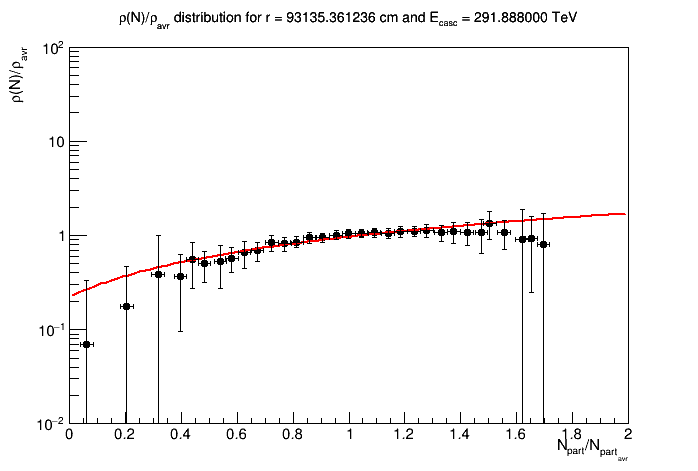 ρ(N)/ρavr distribution for r = 93135.361236 cm and Ecasc = 291.888000 TeV
ρ(N)/ρavr
10²
10
1
10⁻¹
10⁻²
0 0.2 0.4 0.6 0.8 1 1.2 1.4 1.6 1.8 2
Npart/Npartavr